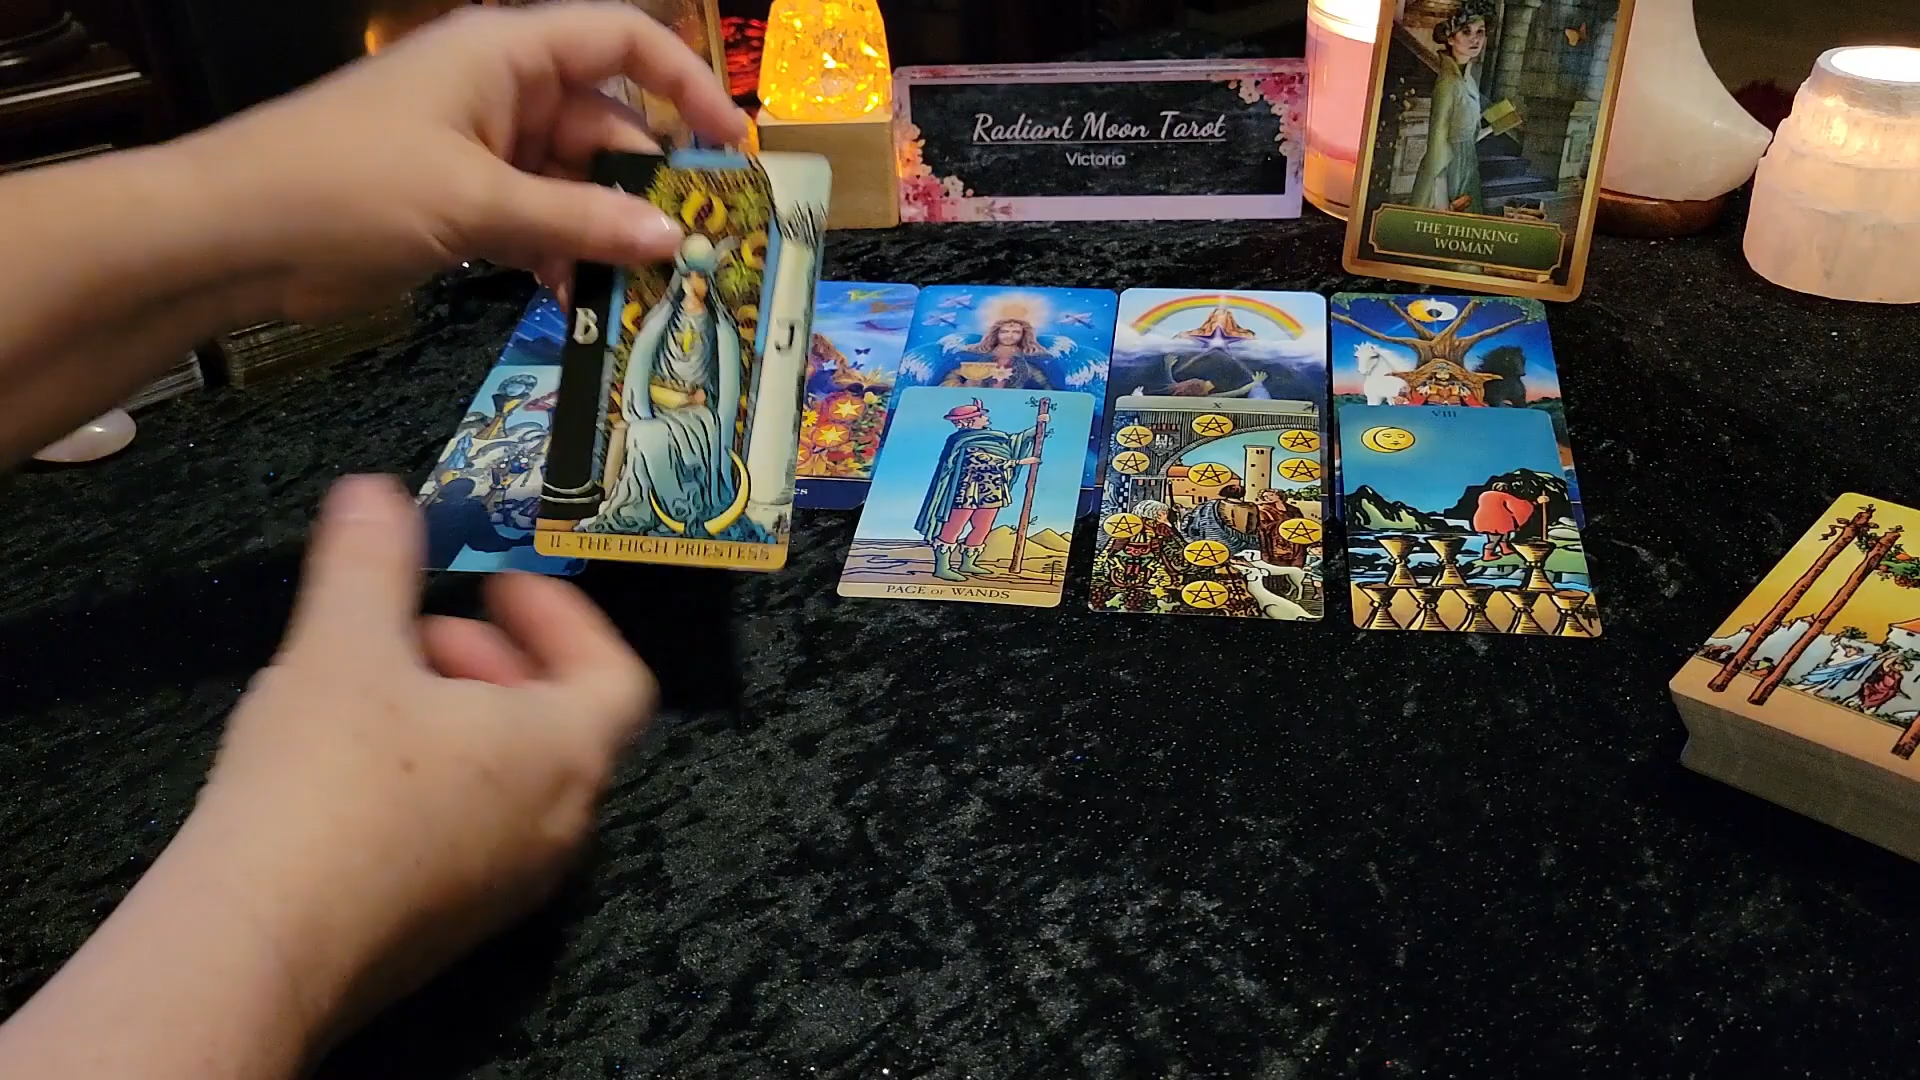 Radiant Moon Tarot
Victoria
THE THINKING
WOMAN
B
J
II - THE HIGH PRIESTESS
PAGE OF WANDS
X
VIII